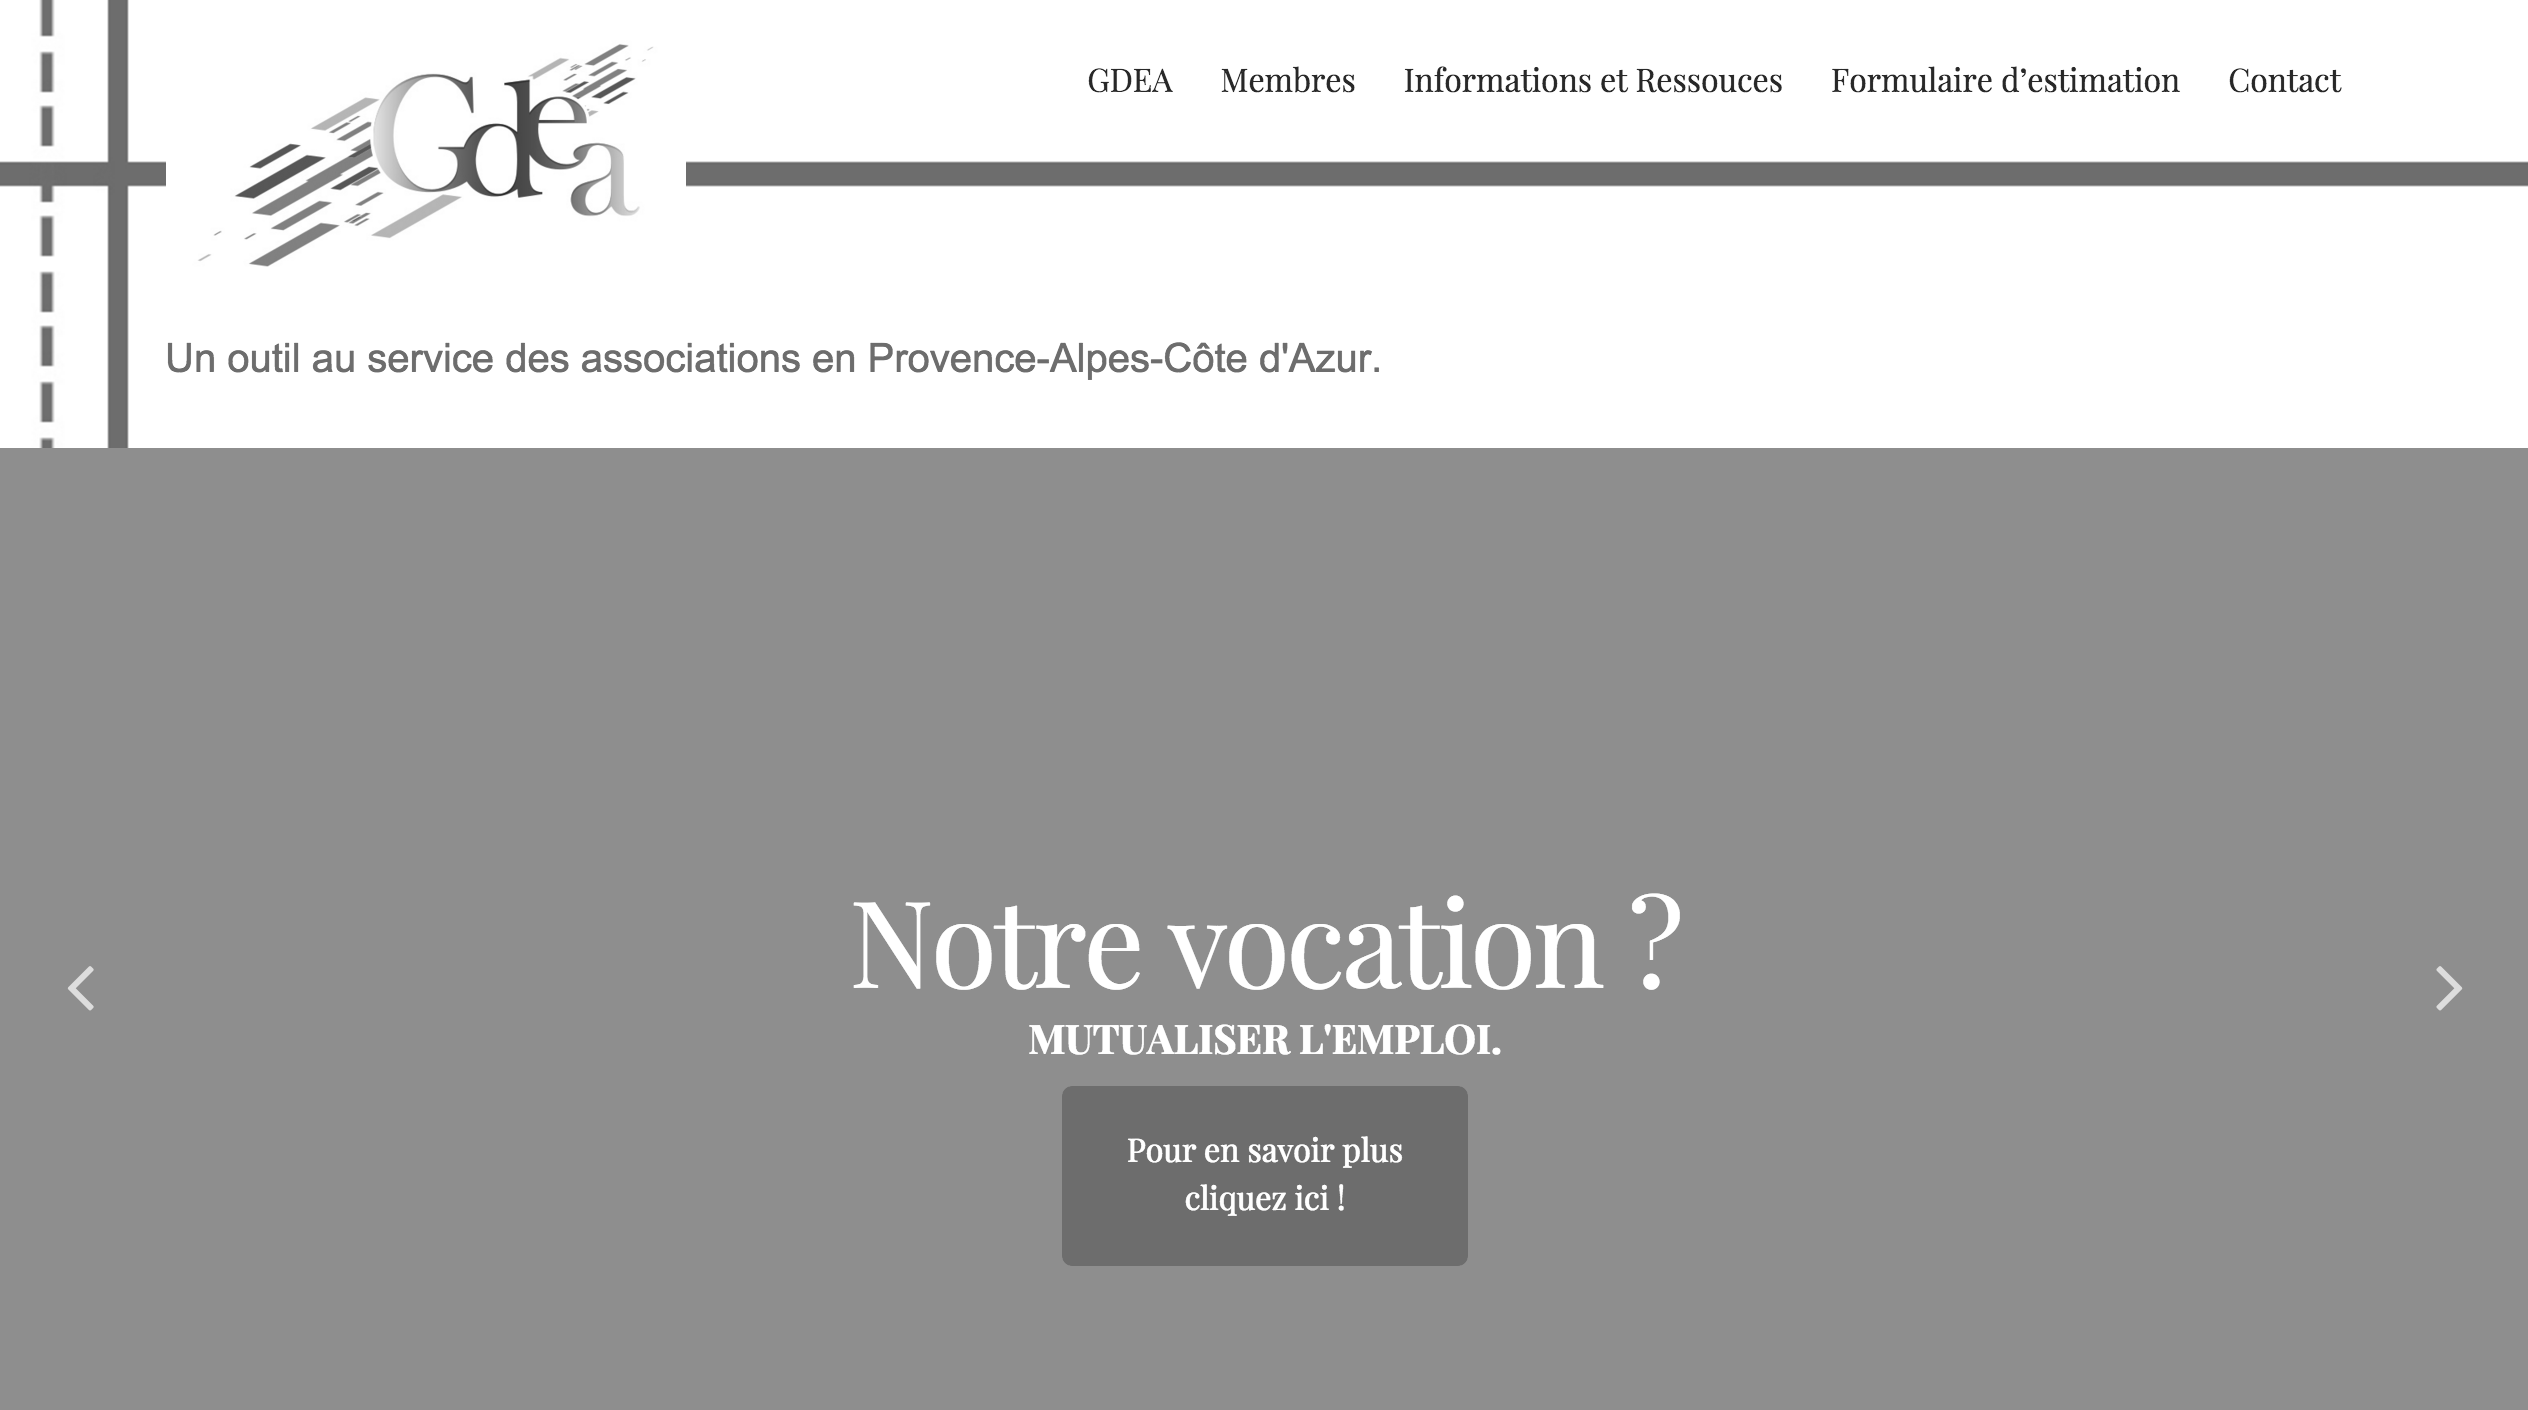 Gdea
GDEA Membres Informations et Ressouces Formulaire d’estimation Contact
Un outil au service des associations en Provence-Alpes-Côte d'Azur.
Notre vocation ?
MUTUALISER L'EMPLOI.
Pour en savoir plus
cliquez ici !